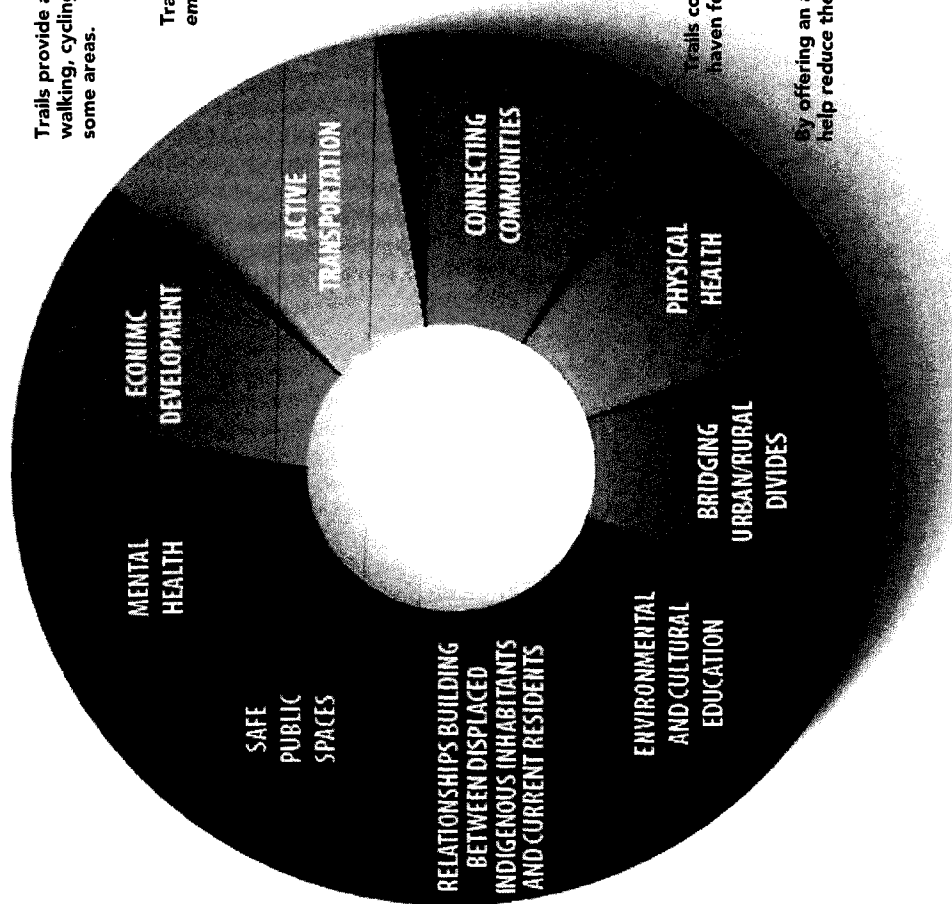 Trails provide a
walking, cycling
some areas.
MENTAL
HEALTH
ECONIMC
DEVELOPMENT
Tra
em
SAFE
PUBLIC
SPACES
ACTIVE
TRANSPORTATION
RELATIONSHIPS BUILDING
BETWEEN DISPLACED
INDIGENOUS INHABITANTS
AND CURRENT RESIDENTS
CONNECTING
COMMUNITIES
ENVIRONMENTAL
AND CULTURAL
EDUCATION
BRIDGING
URBAN/RURAL
DIVIDES
PHYSICAL
HEALTH
Trails co
haven fo
By offering an a
help reduce the